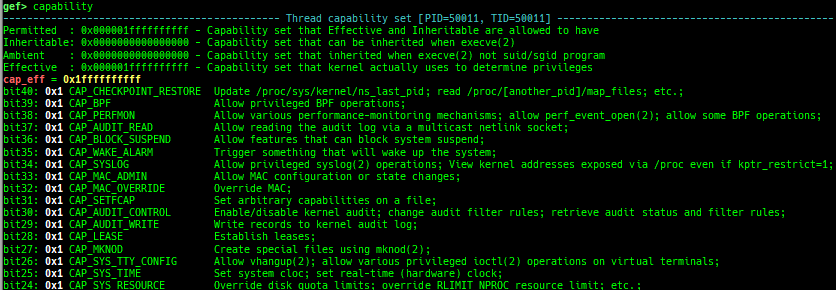 gef> capability
Thread capability set [PID=50011, TID=50011]
Permitted  : 0x000001ffffffffff - Capability set that Effective and Inheritable are allowed to have
Inheritable: 0x0000000000000000 - Capability set that can be inherited when execve(2)
Ambient    : 0x0000000000000000 - Capability set that inherited when execve(2) not suid/sgid program
Effective  : 0x000001ffffffffff - Capability set that kernel actually uses to determine privileges
cap_eff = 0x1ffffffffff
bit40: 0x1 CAP_CHECKPOINT_RESTORE  Update /proc/sys/kernel/ns_last_pid; read /proc/[another_pid]/map_files; etc.;
bit39: 0x1 CAP_BPF                 Allow privileged BPF operations;
bit38: 0x1 CAP_PERFMON             Allow various performance-monitoring mechanisms; allow perf_event_open(2); allow some BPF operations;
bit37: 0x1 CAP_AUDIT_READ          Allow reading the audit log via a multicast netlink socket;
bit36: 0x1 CAP_BLOCK_SUSPEND       Allow features that can block system suspend;
bit35: 0x1 CAP_WAKE_ALARM          Trigger something that will wake up the system;
bit34: 0x1 CAP_SYSLOG              Allow privileged syslog(2) operations; View kernel addresses exposed via /proc even if kptr_restrict=1;
bit33: 0x1 CAP_MAC_ADMIN           Allow MAC configuration or state changes;
bit32: 0x1 CAP_MAC_OVERRIDE        Override MAC;
bit31: 0x1 CAP_SETFCAP             Set arbitrary capabilities on a file;
bit30: 0x1 CAP_AUDIT_CONTROL       Enable/disable kernel audit; change audit filter rules; retrieve audit status and filter rules;
bit29: 0x1 CAP_AUDIT_WRITE         Write records to kernel audit log;
bit28: 0x1 CAP_LEASE               Establish leases;
bit27: 0x1 CAP_MKNOD               Create special files using mknod(2);
bit26: 0x1 CAP_SYS_TTY_CONFIG      Allow vhangup(2); allow various privileged ioctl(2) operations on virtual terminals;
bit25: 0x1 CAP_SYS_TIME            Set system cloc; set real-time (hardware) clock;
bit24: 0x1 CAP_SYS_RESOURCE        Override disk quota limits; override RLIMIT_NPROC resource limit; etc.;